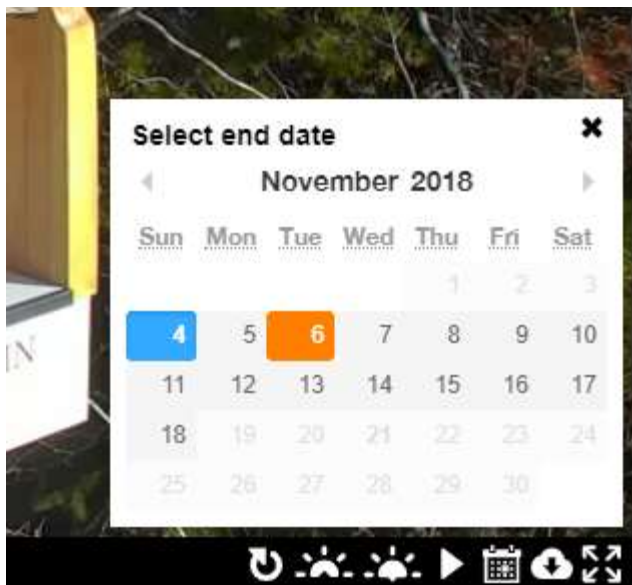 Select end date
November 2018
Sun Mon Tue Wed Thu Fri Sat
1 2 3
4 5 6 7 8 9 10
IN
11 12 13 14 15 16 17
18 19 20 21 22 23 24
25 26 27 28 29 30